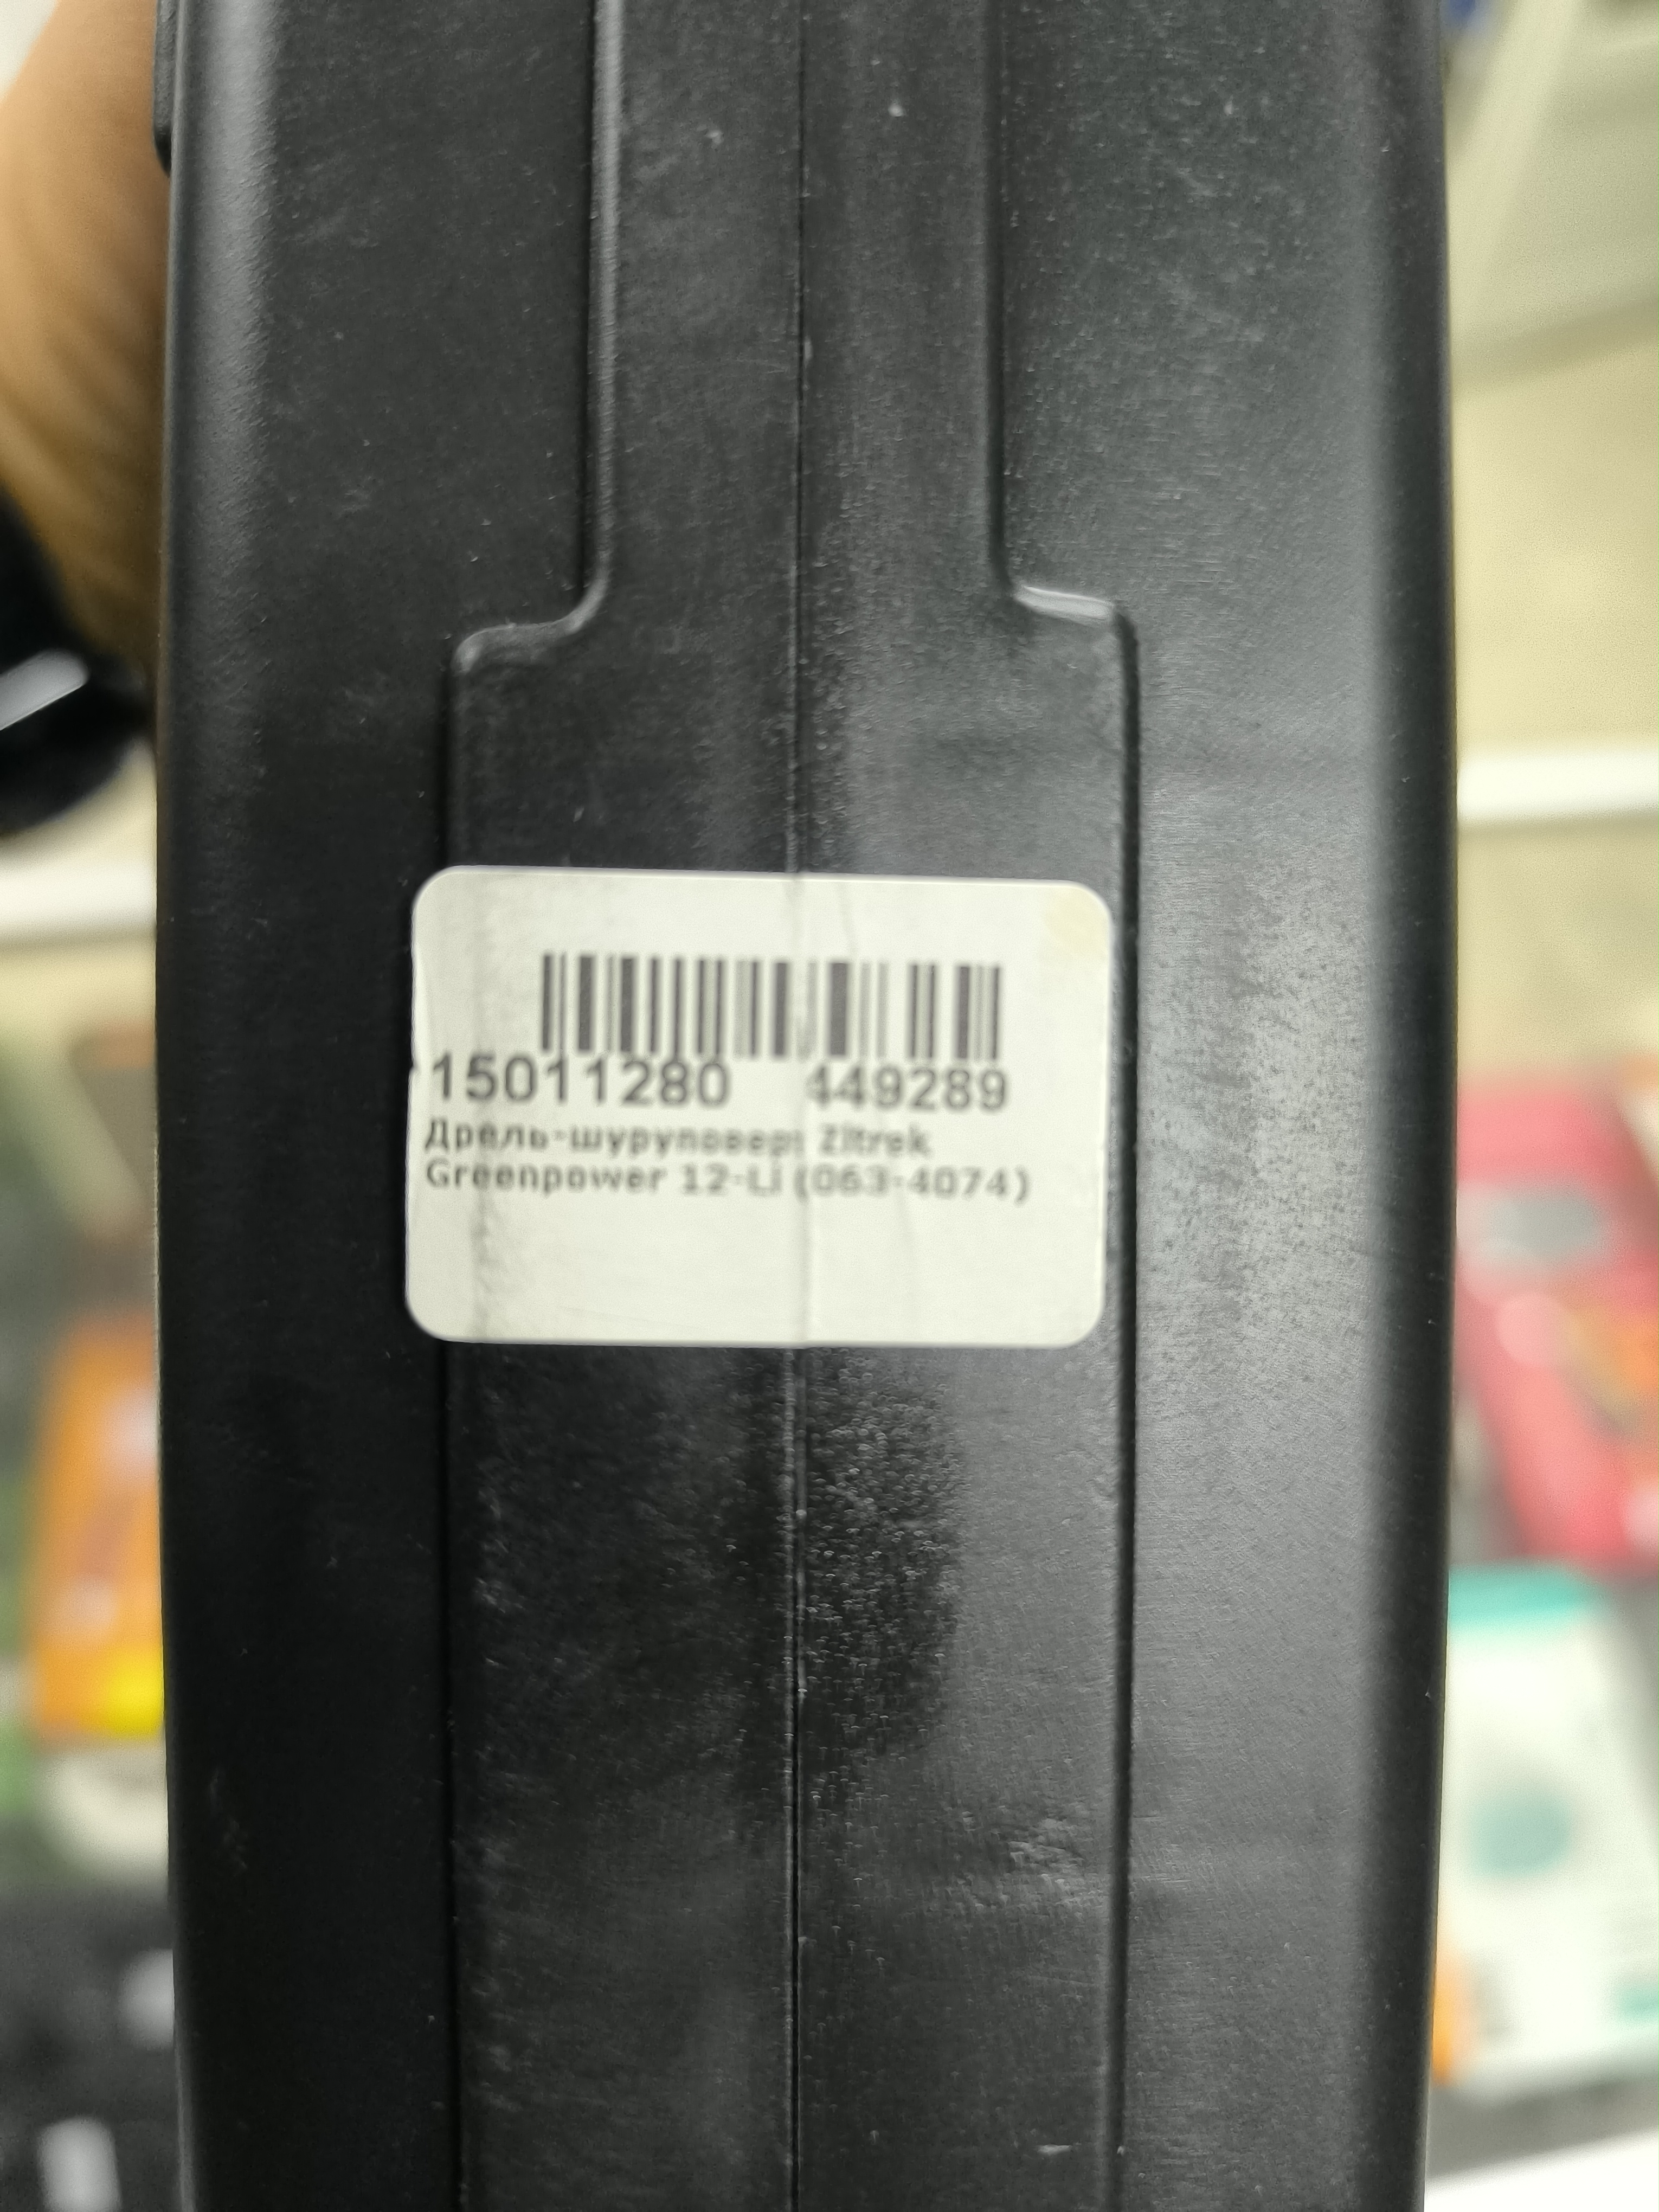 15011280 449289
Дрель-шуруповерт Zitrek
Greenpower 12-Li (063-4074)